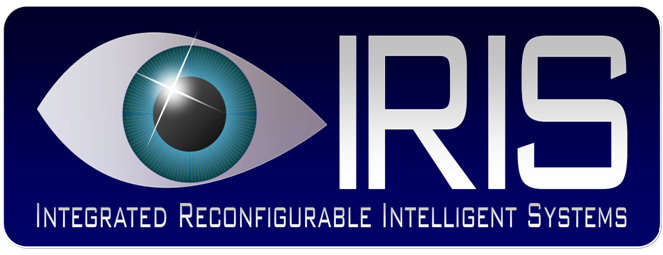 IRIS
Integrated Reconfigurable Intelligent Systems